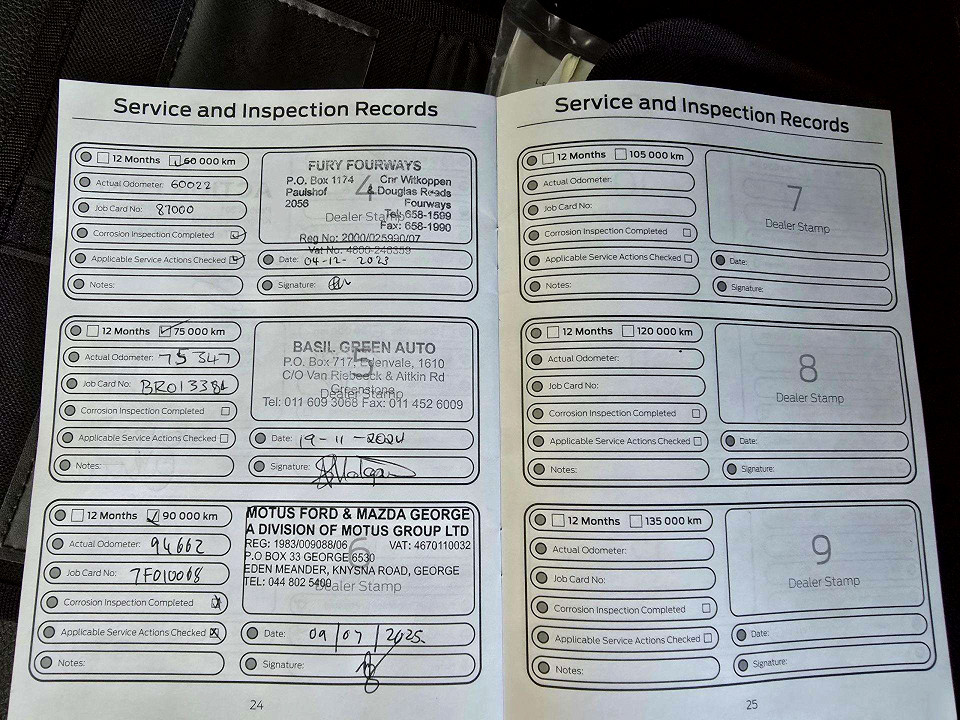 Service and Inspection Records
12 Months 60 000 km
Actual Odometer: 60022
Job Card No: 87000
Corrosion Inspection Completed
Applicable Service Actions Checked
Notes:
FURY FOURWAYS
P.O. Box 1174 Cnr Witkoppen
Paulshof & Douglas Roads
2056 Fourways
4
Dealer Stamp
Tel: 658-1599
Fax: 658-1990
Reg No: 2000/025990/07
Vat No: 4800-248359
Date: 04-12-2023
Signature:
12 Months 75 000 km
Actual Odometer: 75347
Job Card No: BR013384
Corrosion Inspection Completed
Applicable Service Actions Checked
Notes:
BASIL GREEN AUTO
P.O. Box 717, Edenvale, 1610
C/O Van Riebeeck & Aitkin Rd
Greenstone
5
Dealer Stamp
Tel: 011 609 3068 Fax: 011 452 6009
Date: 19-11-2024
Signature:
12 Months 90 000 km
Actual Odometer: 94662
Job Card No: 7F010068
Corrosion Inspection Completed
Applicable Service Actions Checked
Notes:
MOTUS FORD & MAZDA GEORGE
A DIVISION OF MOTUS GROUP LTD
REG: 1983/009088/06 VAT: 4670110032
P.O BOX 33 GEORGE 6530
EDEN MEANDER, KNYSNA ROAD, GEORGE
TEL: 044 802 5400
6
Dealer Stamp
Date: 09/07/2025
Signature:
24
Service and Inspection Records
12 Months 105 000 km
Actual Odometer:
Job Card No:
Corrosion Inspection Completed
Applicable Service Actions Checked
Notes:
7
Dealer Stamp
Date:
Signature:
12 Months 120 000 km
Actual Odometer:
Job Card No:
Corrosion Inspection Completed
Applicable Service Actions Checked
Notes:
8
Dealer Stamp
Date:
Signature:
12 Months 135 000 km
Actual Odometer:
Job Card No:
Corrosion Inspection Completed
Applicable Service Actions Checked
Notes:
9
Dealer Stamp
Date:
Signature:
25